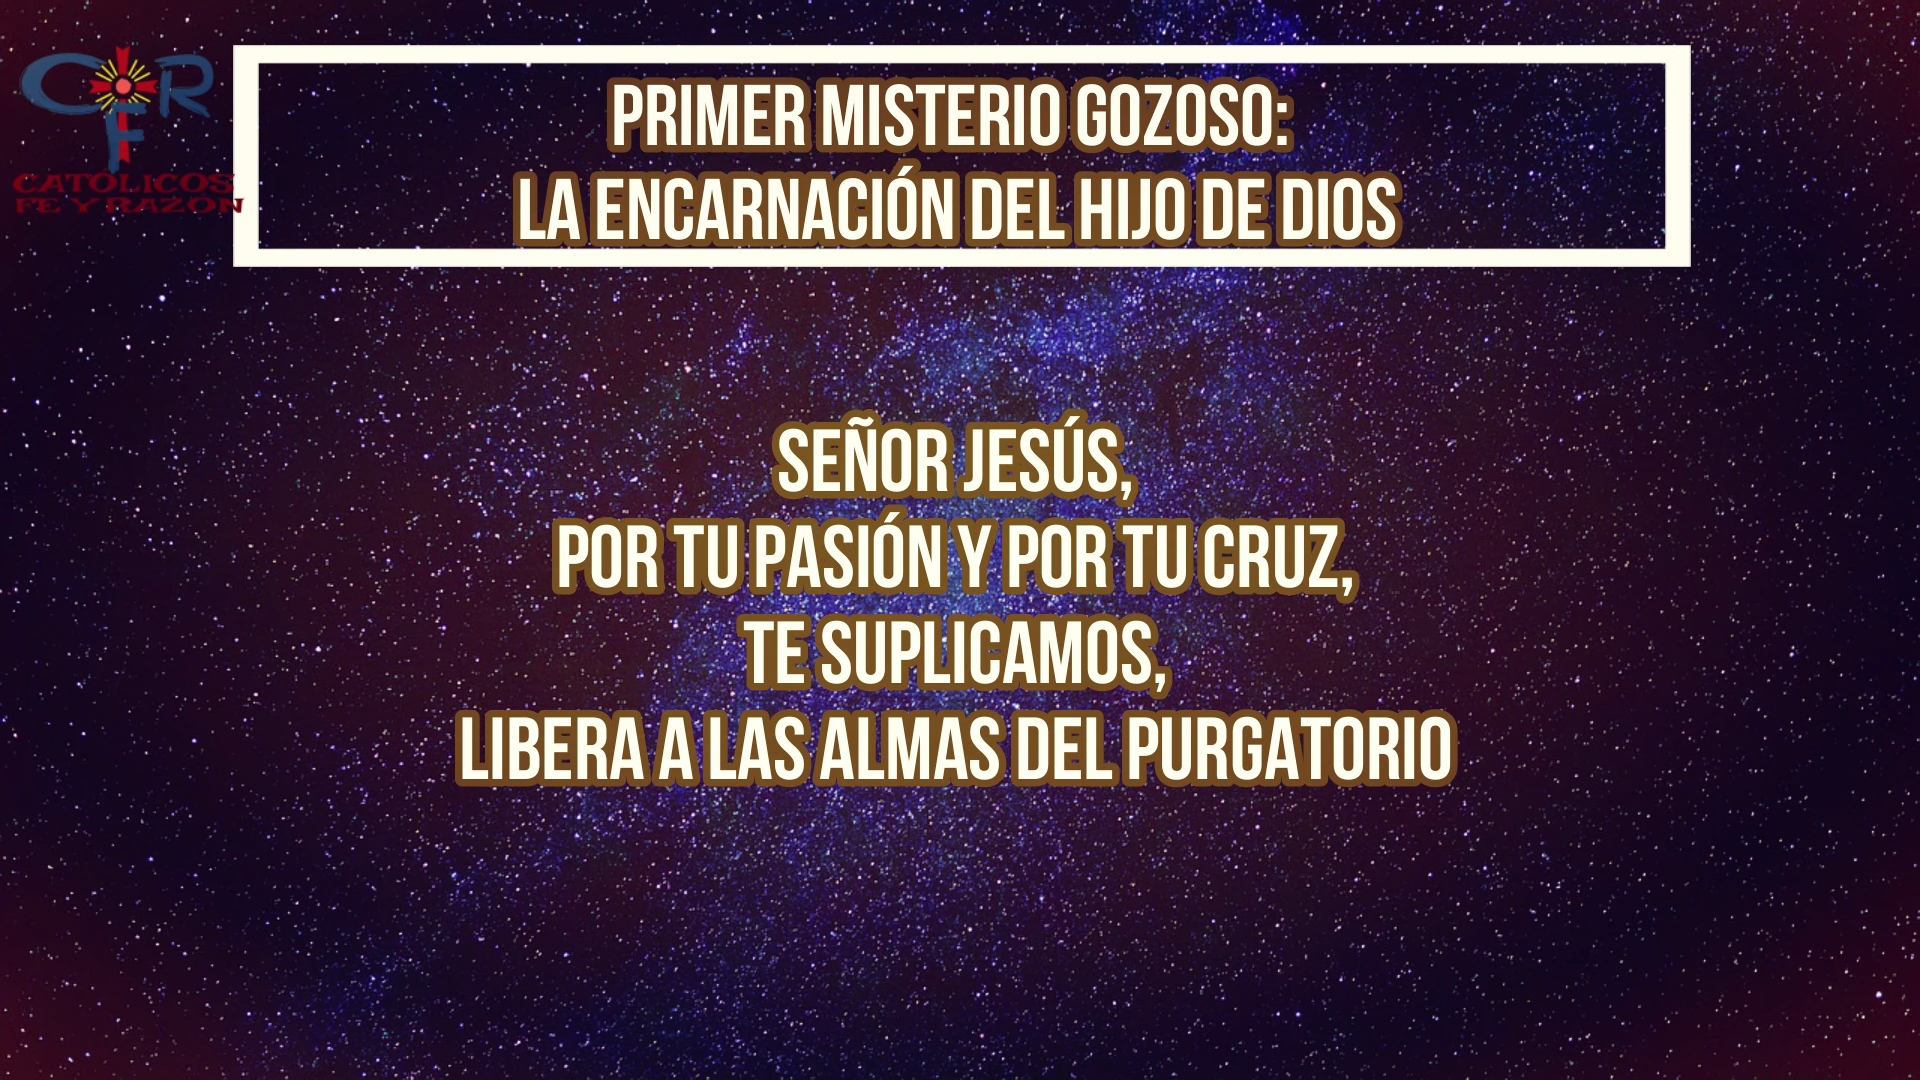 CFR
CATÓLICOS
FE Y RAZÓN
PRIMER MISTERIO GOZOSO:
LA ENCARNACIÓN DEL HIJO DE DIOS
SEÑOR JESÚS,
POR TU PASIÓN Y POR TU CRUZ,
TE SUPLICAMOS,
LIBERA A LAS ALMAS DEL PURGATORIO